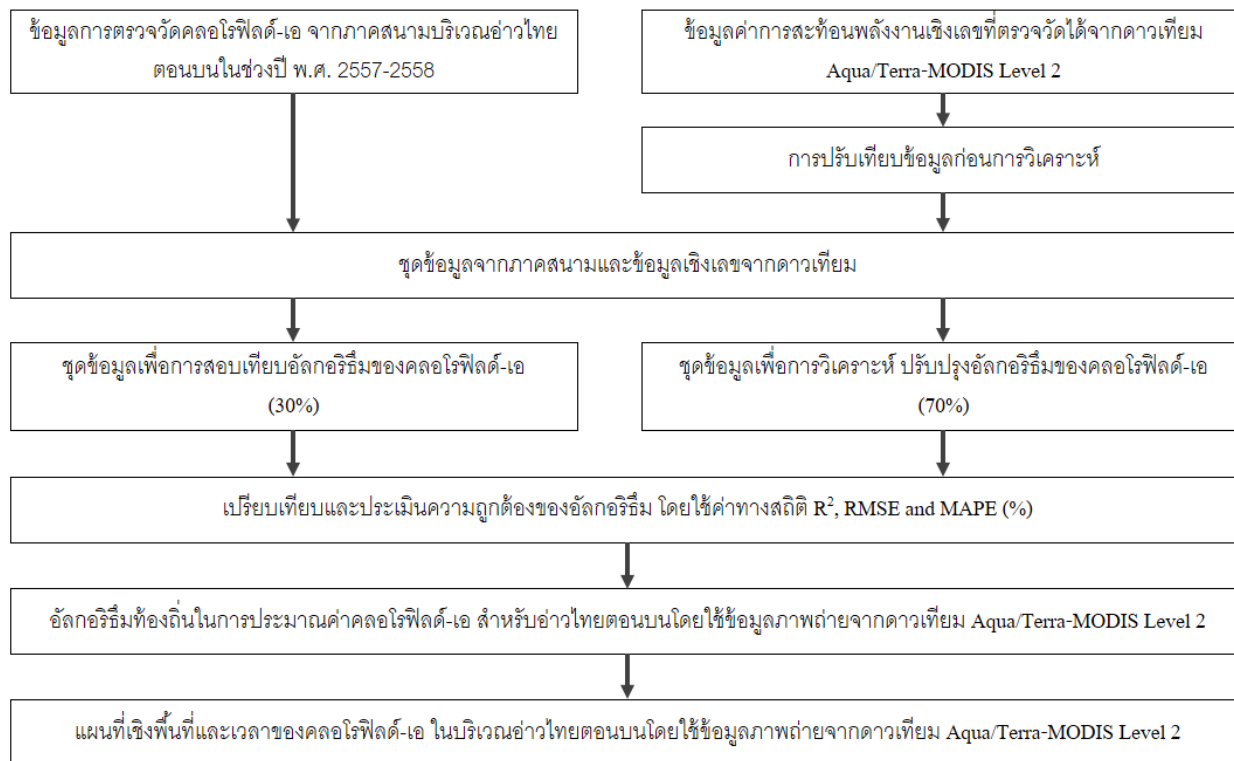 ข้อมูลการตรวจวัดคลอโรฟิลด์-เอ จากภาคสนามบริเวณอ่าวไทย
ตอนบนในช่วงปี พ.ศ. 2557-2558
ข้อมูลค่าการสะท้อนพลังงานเชิงเลขที่ตรวจวัดได้จากดาวเทียม
Aqua/Terra-MODIS Level 2
การปรับเทียบข้อมูลก่อนการวิเคราะห์
ชุดข้อมูลจากภาคสนามและข้อมูลเชิงเลขจากดาวเทียม
ชุดข้อมูลเพื่อการสอบเทียบอัลกอริธึมของคลอโรฟิลด์-เอ
(30%)
ชุดข้อมูลเพื่อการวิเคราะห์ ปรับปรุงอัลกอริธึมของคลอโรฟิลด์-เอ
(70%)
เปรียบเทียบและประเมินความถูกต้องของอัลกอริธึม โดยใช้ค่าทางสถิติ R², RMSE and MAPE (%)
อัลกอริธึมท้องถิ่นในการประมาณค่าคลอโรฟิลด์-เอ สำหรับอ่าวไทยตอนบนโดยใช้ข้อมูลภาพถ่ายจากดาวเทียม Aqua/Terra-MODIS Level 2
แผนที่เชิงพื้นที่และเวลาของคลอโรฟิลด์-เอ ในบริเวณอ่าวไทยตอนบนโดยใช้ข้อมูลภาพถ่ายจากดาวเทียม Aqua/Terra-MODIS Level 2